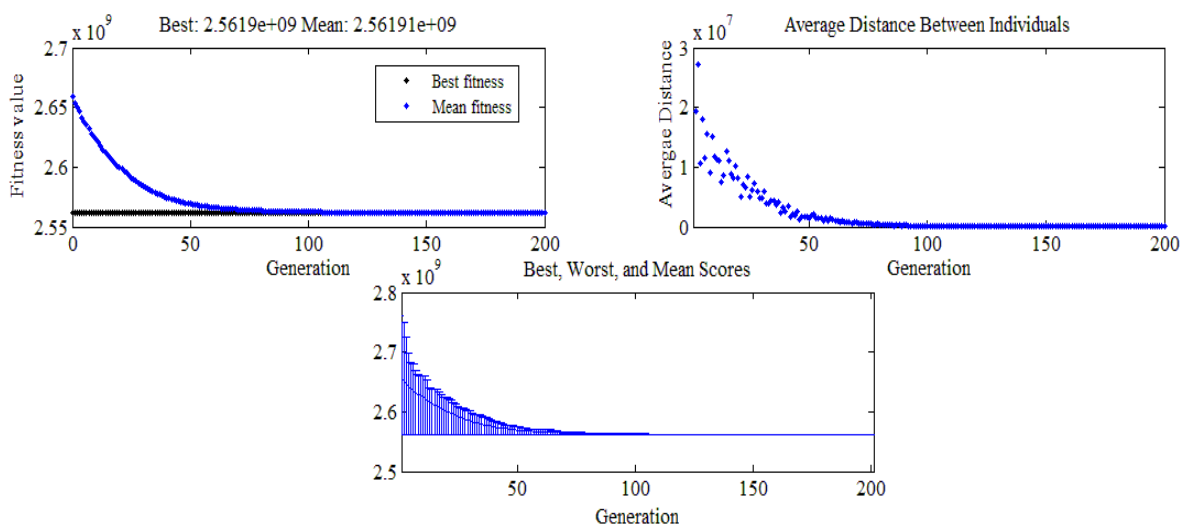 Best: 2.5619e+09 Mean: 2.56191e+09
x 10^9
2.7
2.65
2.6
2.55
Fitness value
Best fitness
Mean fitness
0
50
100
150
200
Generation
Average Distance Between Individuals
x 10^7
3
2
1
0
Avergae Distance
50
100
150
200
Generation
Best, Worst, and Mean Scores
x 10^9
2.8
2.7
2.6
2.5
50
100
150
200
Generation